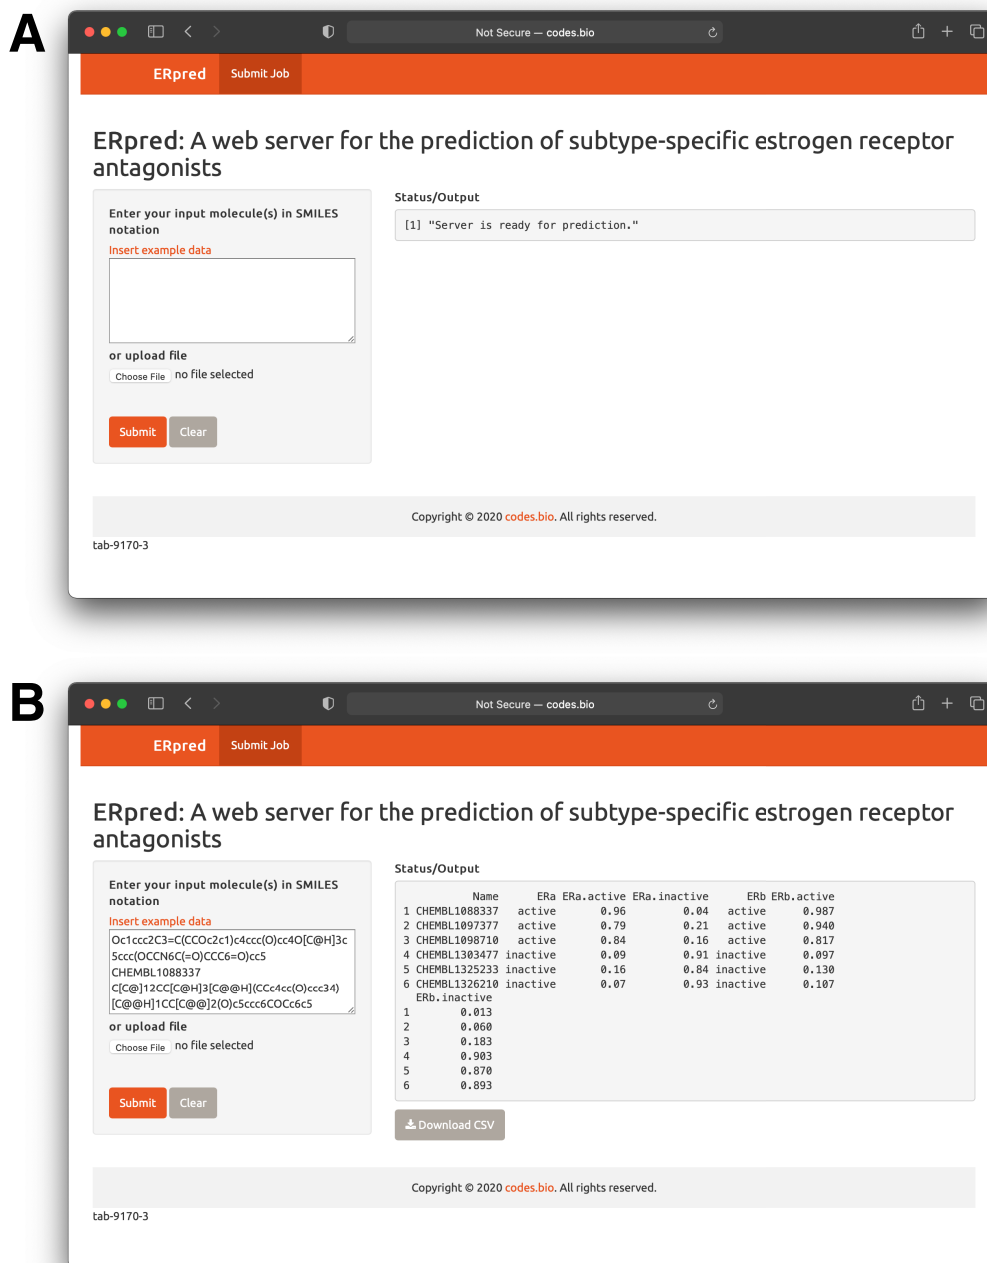 A
Not Secure — codes.bio
ERpred Submit Job
ERpred: A web server for the prediction of subtype-specific estrogen receptor
antagonists
Enter your input molecule(s) in SMILES
notation
Insert example data
or upload file
Choose File no file selected
Submit Clear
Status/Output
[1] "Server is ready for prediction."
Copyright © 2020 codes.bio. All rights reserved.
tab-9170-3
B
Not Secure — codes.bio
ERpred Submit Job
ERpred: A web server for the prediction of subtype-specific estrogen receptor
antagonists
Enter your input molecule(s) in SMILES
notation
Insert example data
Oc1ccc2C3=C(CCOc2c1)c4ccc(O)cc4O[C@H]3c
5ccc(OCCN6C(=O)CCC6=O)cc5
CHEMBL1088337
C[C@]12CC[C@H]3[C@@H](CCc4cc(O)ccc34)
[C@@H]1CC[C@@]2(O)c5ccc6COCc6c5
or upload file
Choose File no file selected
Submit Clear
Status/Output
Name ERa ERa.active ERa.inactive ERb ERb.active
1 CHEMBL1088337 active 0.96 0.04 active 0.987
2 CHEMBL1097377 active 0.79 0.21 active 0.940
3 CHEMBL1098710 active 0.84 0.16 active 0.817
4 CHEMBL1303477 inactive 0.09 0.91 inactive 0.097
5 CHEMBL1325233 inactive 0.16 0.84 inactive 0.130
6 CHEMBL1326210 inactive 0.07 0.93 inactive 0.107
ERb.inactive
1 0.013
2 0.060
3 0.183
4 0.903
5 0.870
6 0.893
Download CSV
Copyright © 2020 codes.bio. All rights reserved.
tab-9170-3